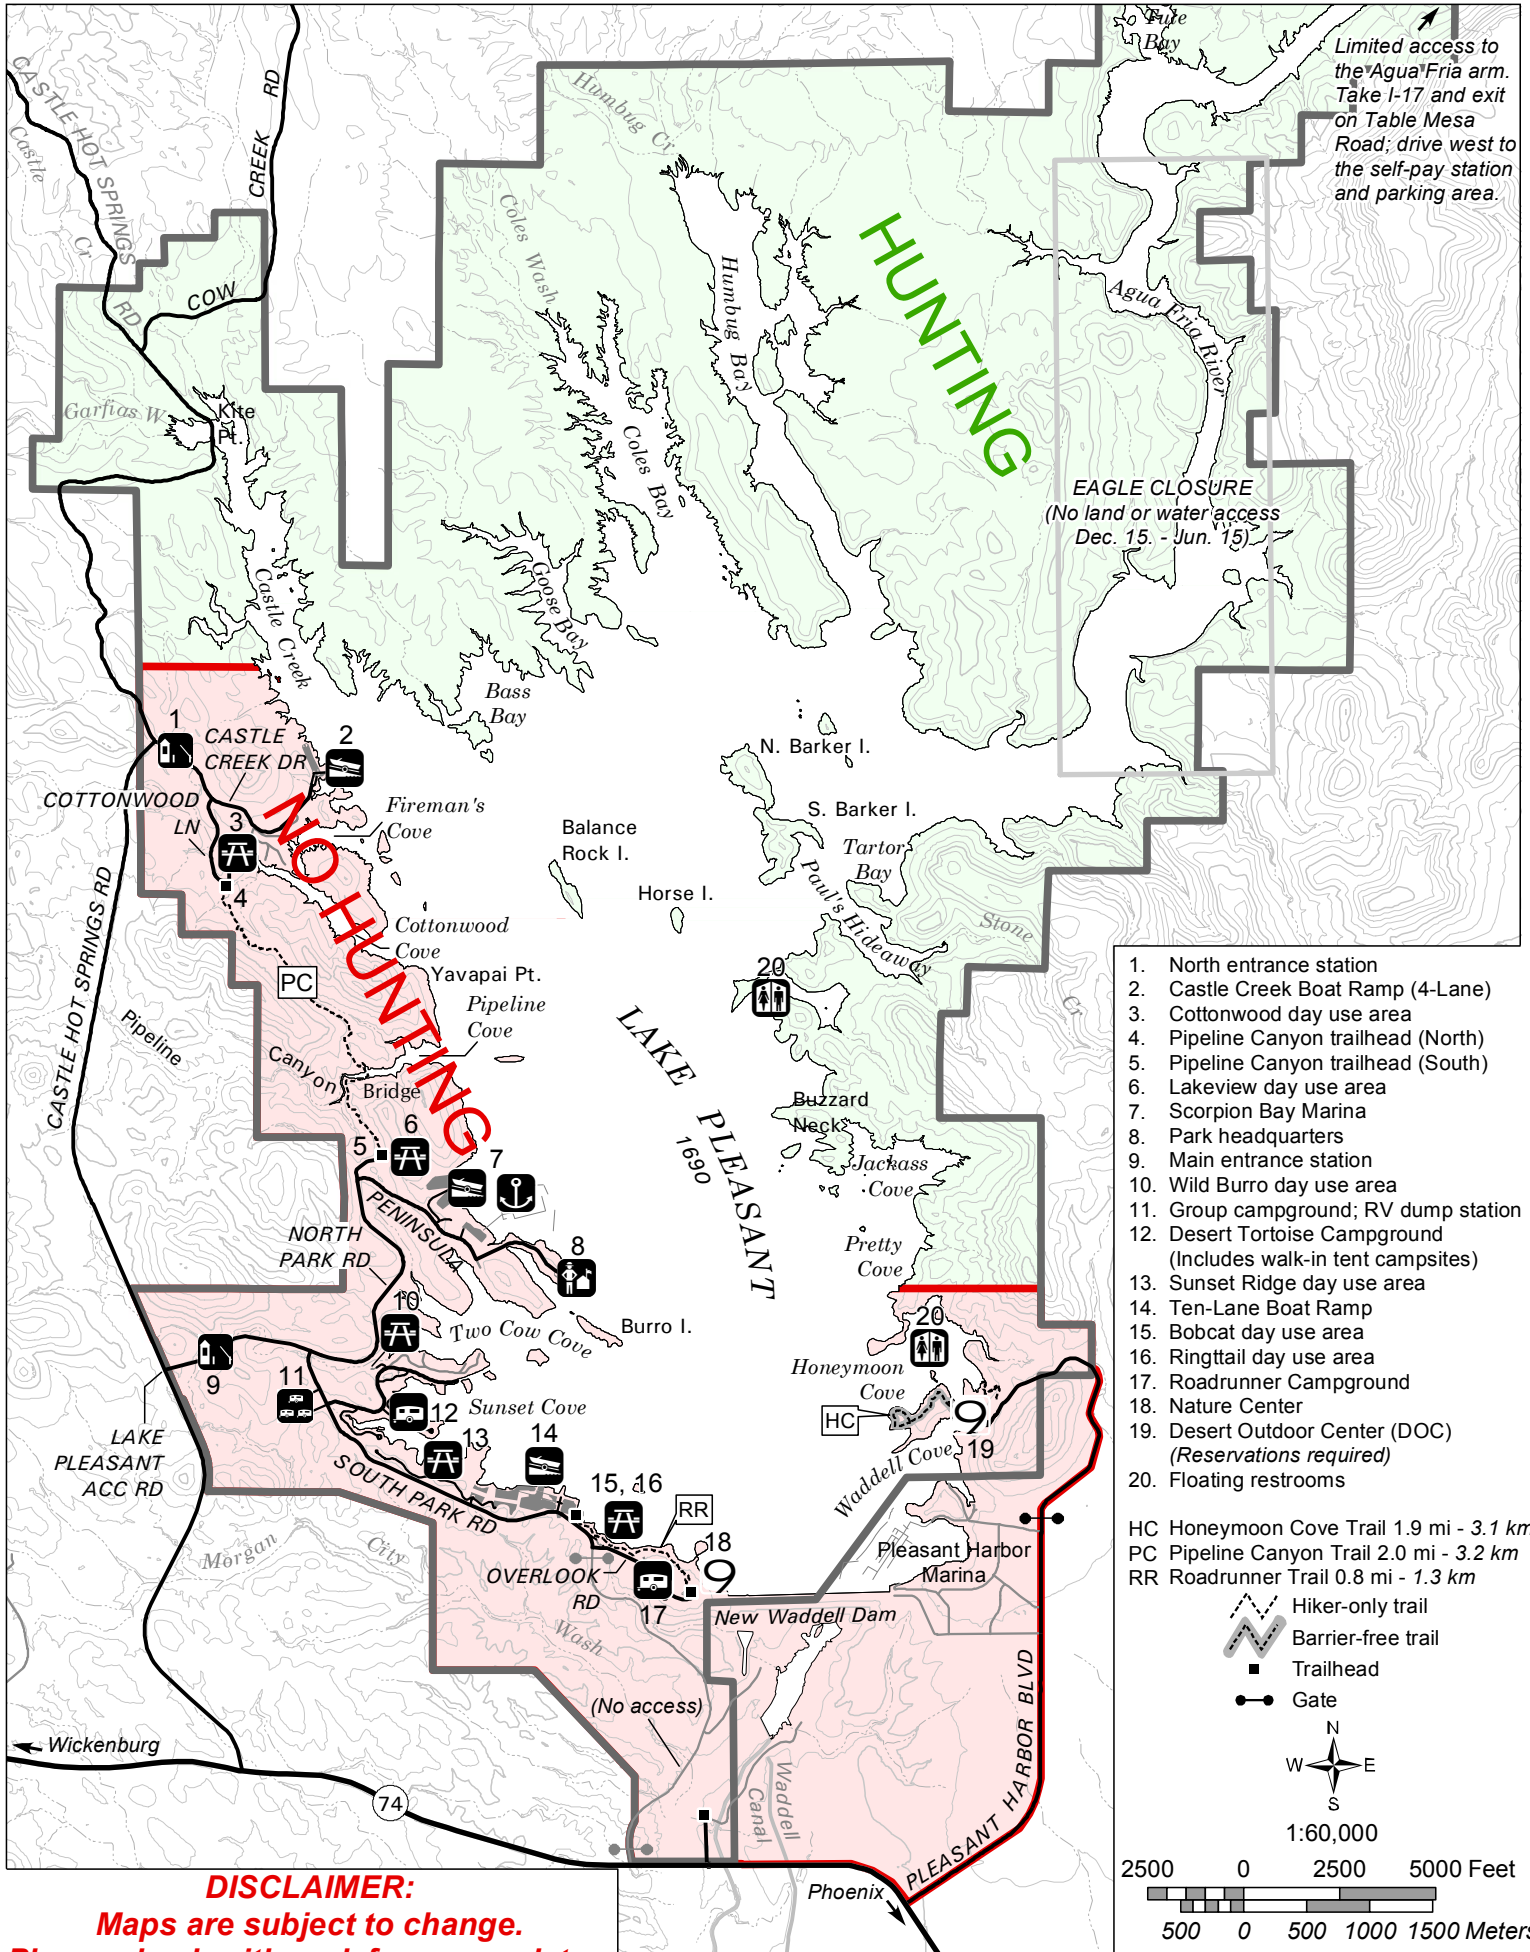 Tule
Bay
Limited access to
the Agua Fria arm.
Take I-17 and exit
on Table Mesa
Road; drive west to
the self-pay station
and parking area.
CASTLE HOT SPRINGS
RD
Castle
Cr
CREEK RD
COW
Humbug Cr
Coles Wash
HUNTING
Humbug Bay
Agua Fria River
Garfias W
Kite
Pt.
Coles Bay
EAGLE CLOSURE
(No land or water access
Dec. 15. - Jun. 15)
Castle Creek
Goose Bay
Bass
Bay
1
CASTLE
CREEK DR
2
N. Barker I.
COTTONWOOD
LN
3
4
Fireman's
Cove
Balance
Rock I.
S. Barker I.
Tartor
Bay
Horse I.
Paul's Hideaway
Stone
Cr
NO HUNTING
Cottonwood
Cove
Yavapai Pt.
PC
Pipeline
Cove
20
CASTLE HOT SPRINGS RD
Pipeline
Canyon
Bridge
LAKE PLEASANT
1690
Buzzard
Neck
Jackass
Cove
5
6
7
PENINSULA
NORTH
PARK RD
8
Pretty
Cove
10
Two Cow Cove
Burro I.
20
Honeymoon
Cove
9
11
HC
9
19
12
Sunset Cove
13
14
Waddell Cove
LAKE
PLEASANT
ACC RD
SOUTH PARK RD
15, 16
RR
18
9
Morgan
City
Wash
OVERLOOK
RD
17
Pleasant Harbor
Marina
New Waddell Dam
(No access)
Waddell
Canal
PLEASANT HARBOR BLVD
Wickenburg
74
Phoenix
1. North entrance station
2. Castle Creek Boat Ramp (4-Lane)
3. Cottonwood day use area
4. Pipeline Canyon trailhead (North)
5. Pipeline Canyon trailhead (South)
6. Lakeview day use area
7. Scorpion Bay Marina
8. Park headquarters
9. Main entrance station
10. Wild Burro day use area
11. Group campground; RV dump station
12. Desert Tortoise Campground
(Includes walk-in tent campsites)
13. Sunset Ridge day use area
14. Ten-Lane Boat Ramp
15. Bobcat day use area
16. Ringttail day use area
17. Roadrunner Campground
18. Nature Center
19. Desert Outdoor Center (DOC)
(Reservations required)
20. Floating restrooms
HC Honeymoon Cove Trail 1.9 mi - 3.1 km
PC Pipeline Canyon Trail 2.0 mi - 3.2 km
RR Roadrunner Trail 0.8 mi - 1.3 km
Hiker-only trail
Barrier-free trail
Trailhead
Gate
N
W E
S
1:60,000
2500 0 2500 5000 Feet
500 0 500 1000 1500 Meters
DISCLAIMER:
Maps are subject to change.